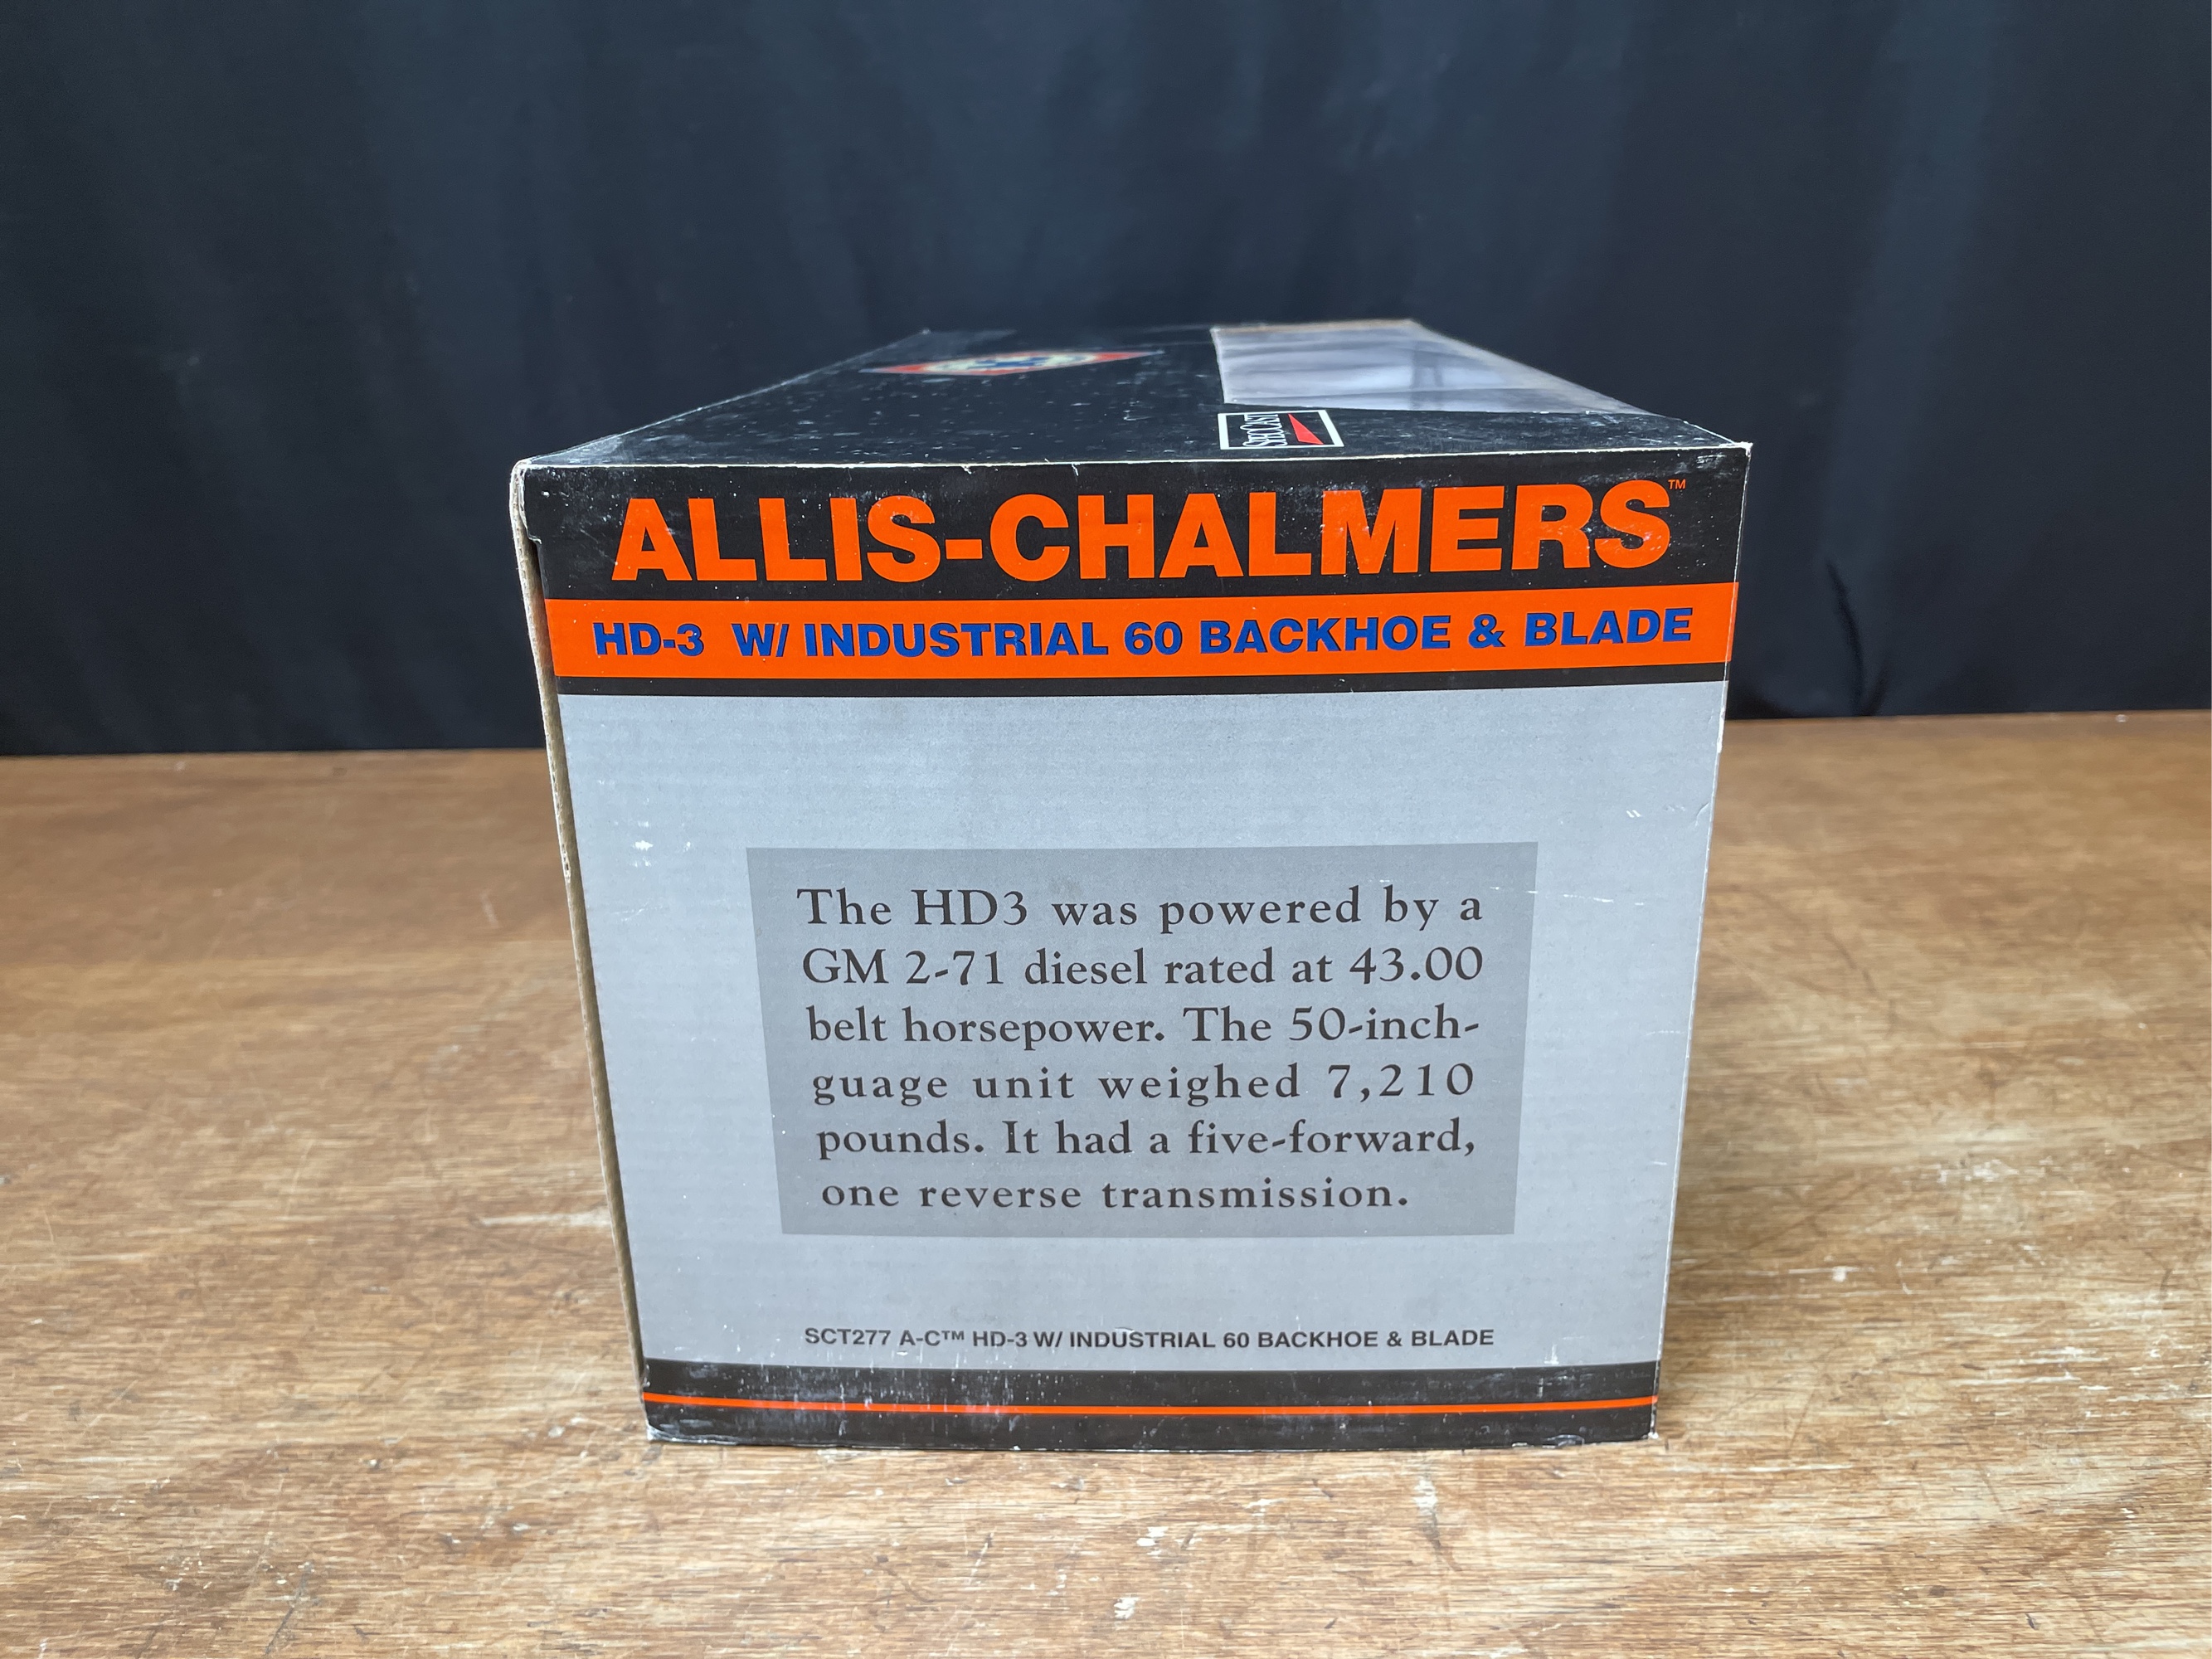 SPECCAST
ALLIS-CHALMERS™
HD-3 W/ INDUSTRIAL 60 BACKHOE & BLADE
The HD3 was powered by a
GM 2-71 diesel rated at 43.00
belt horsepower. The 50-inch-
guage unit weighed 7,210
pounds. It had a five-forward,
one reverse transmission.
SCT277 A-C™ HD-3 W/ INDUSTRIAL 60 BACKHOE & BLADE